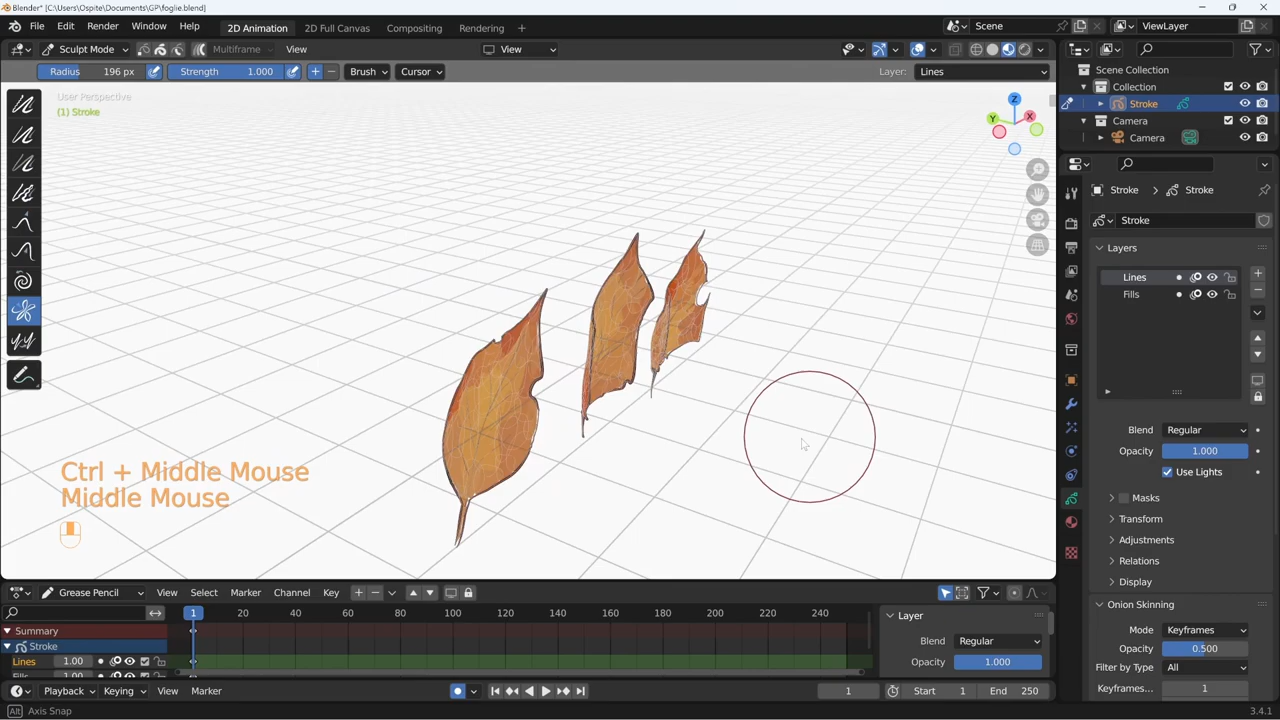 Blender* [C:\Users\Ospite\Documents\GP\foglie.blend]
File Edit Render Window Help 2D Animation 2D Full Canvas Compositing Rendering + Scene ViewLayer
Sculpt Mode Multiframe View View
Radius 196 px Strength 1.000 + − Brush Cursor Layer: Lines
User Perspective
(1) Stroke
Z
Y X
Scene Collection
Collection
Stroke
Camera
Camera
Stroke > Stroke
Stroke
Layers
Lines
Fills
Blend Regular
Opacity 1.000
Use Lights
Masks
Transform
Adjustments
Relations
Display
Onion Skinning
Mode Keyframes
Opacity 0.500
Filter by Type All
Keyframes... 1
Ctrl + Middle Mouse
Middle Mouse
Grease Pencil View Select Marker Channel Key
1 20 40 60 80 100 120 140 160 180 200 220 240
Summary
Stroke
Lines 1.00
Layer
Blend Regular
Opacity 1.000
Playback Keying View Marker 1 Start 1 End 250
Alt Axis Snap 3.4.1